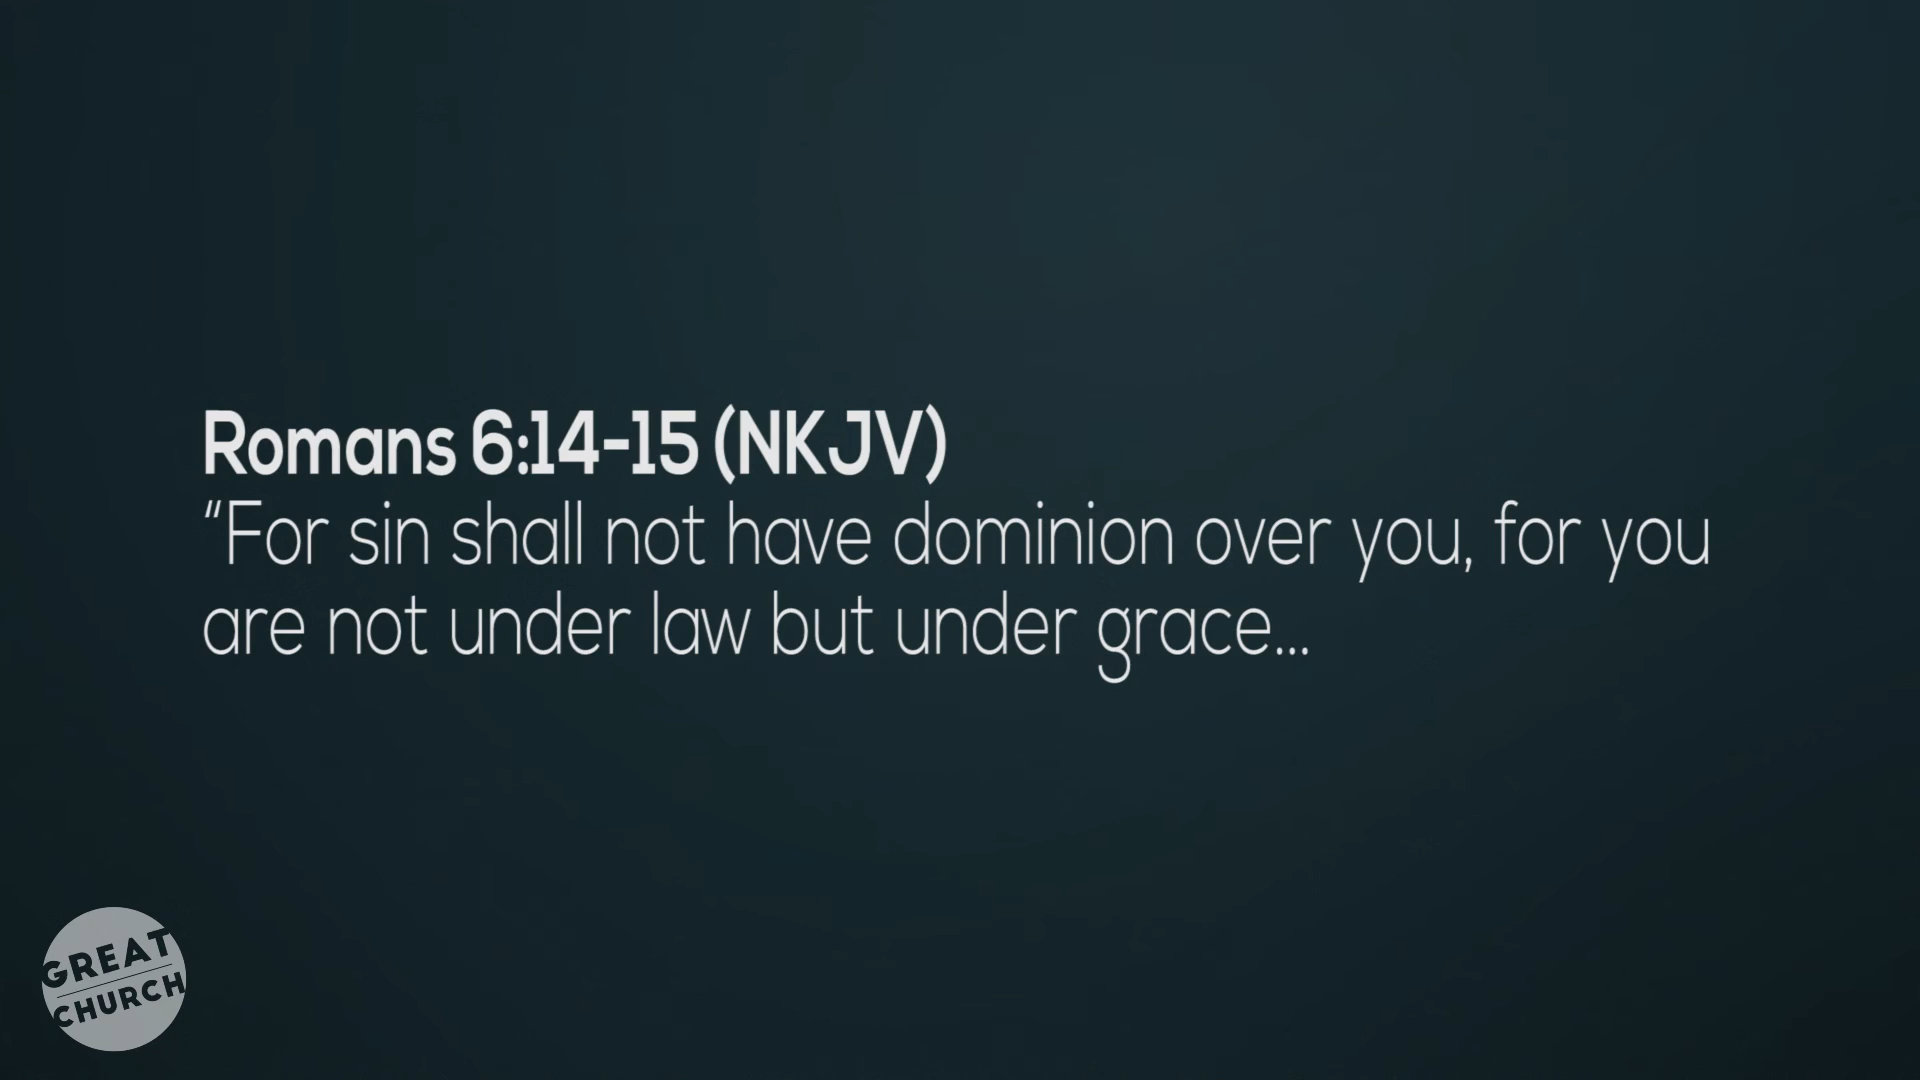 Romans 6:14-15 (NKJV)
“For sin shall not have dominion over you, for you
are not under law but under grace...
GREAT
CHURCH